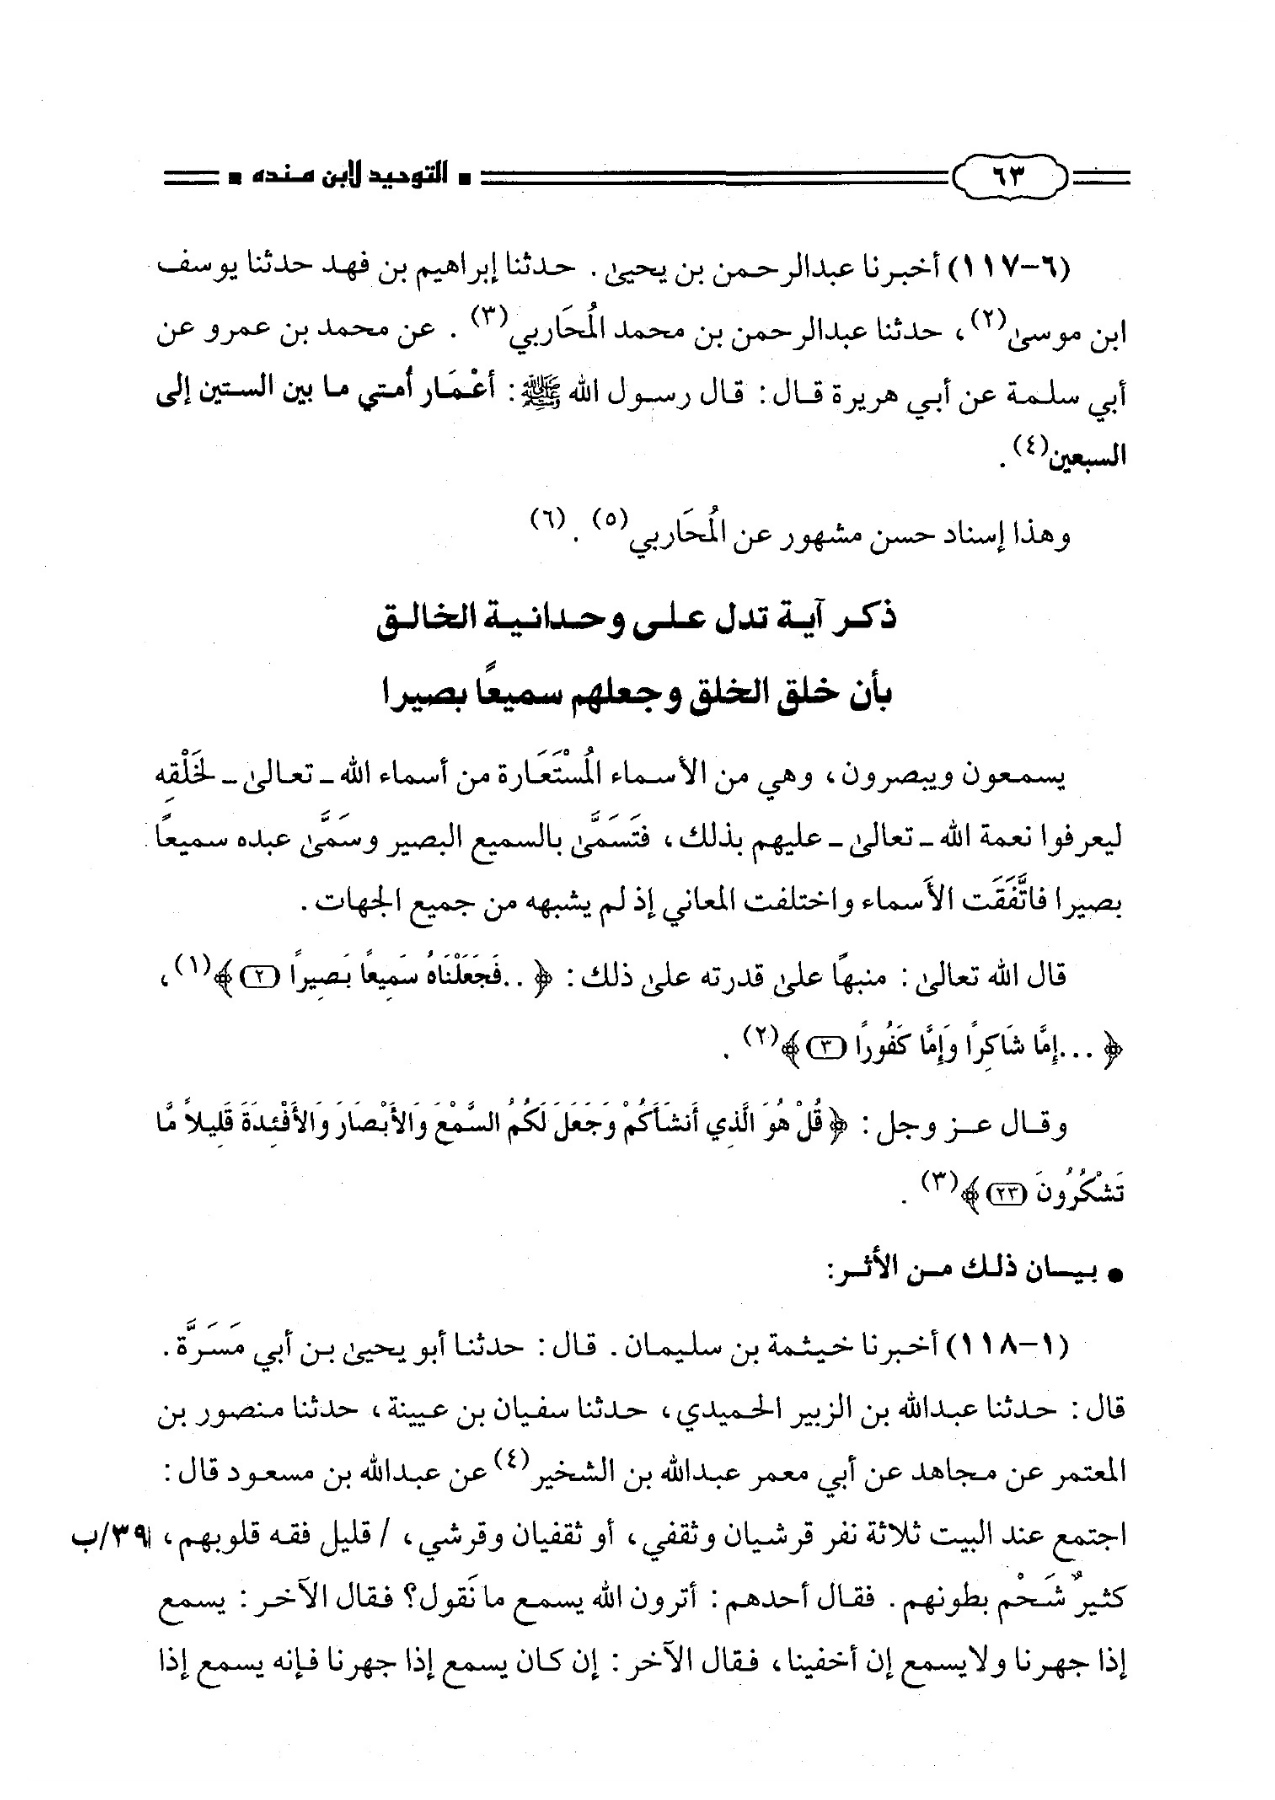 ٦٣ ▪ التوحيد لابن منده ▪
(٦-١١٧) أخبرنا عبدالرحمن بن يحيىٰ. حدثنا إبراهيم بن فهد حدثنا يوسف
ابن موسىٰ(٢)، حدثنا عبدالرحمن بن محمد المُحَاربي(٣). عن محمد بن عمرو عن
أبي سلمة عن أبي هريرة قال: قال رسول الله ﷺ: أعْمَار أُمتي ما بين الستين إلى
السبعين(٤).
وهذا إسناد حسن مشهور عن المُحَاربي(٥).(٦)
ذكر آية تدل على وحدانية الخالق
بأن خلق الخلق وجعلهم سميعًا بصيرا
يسمعون ويبصرون، وهي من الأسماء المُسْتَعَارة من أسماء الله ـ تعالىٰ ـ لخَلْقِه
ليعرفوا نعمة الله ـ تعالىٰ ـ عليهم بذلك، فتَسَمَّىٰ بالسميع البصير وسَمَّىٰ عبده سميعًا
بصيرا فاتَّفَقَت الأَسماء واختلفت المعاني إذ لم يشبهه من جميع الجهات.
قال الله تعالىٰ: منبهًا علىٰ قدرته علىٰ ذلك: ﴿ ..فَجَعَلْنَاهُ سَمِيعًا بَصِيرًا (٢)﴾(١)،
﴿ ...إِمَّا شَاكِرًا وَإِمَّا كَفُورًا (٣)﴾(٢).
وقال عز وجل: ﴿ قُلْ هُوَ الَّذِي أَنشَأَكُمْ وَجَعَلَ لَكُمُ السَّمْعَ وَالأَبْصَارَ وَالأَفْئِدَةَ قَلِيلاً مَّا
تَشْكُرُونَ (٢٣)﴾(٣).
● بيان ذلك من الأثر:
(١-١١٨) أخبرنا خيثمة بن سليمان. قال: حدثنا أبو يحيىٰ بن أبي مَسَرَّة.
قال: حدثنا عبدالله بن الزبير الحميدي، حدثنا سفيان بن عيينة، حدثنا منصور بن
المعتمر عن مجاهد عن أبي معمر عبدالله بن الشخير(٤) عن عبدالله بن مسعود قال:
اجتمع عند البيت ثلاثة نفر قرشيان وثقفي، أو ثقفيان وقرشي، / قليل فقه قلوبهم، ٣٩/ب
كثيرٌ شَحْم بطونهم. فقال أحدهم: أترون الله يسمع ما نَقول؟ فقال الآخر: يسمع
إذا جهرنا ولايسمع إن أخفينا، فقال الآخر: إن كان يسمع إذا جهرنا فإنه يسمع إذا